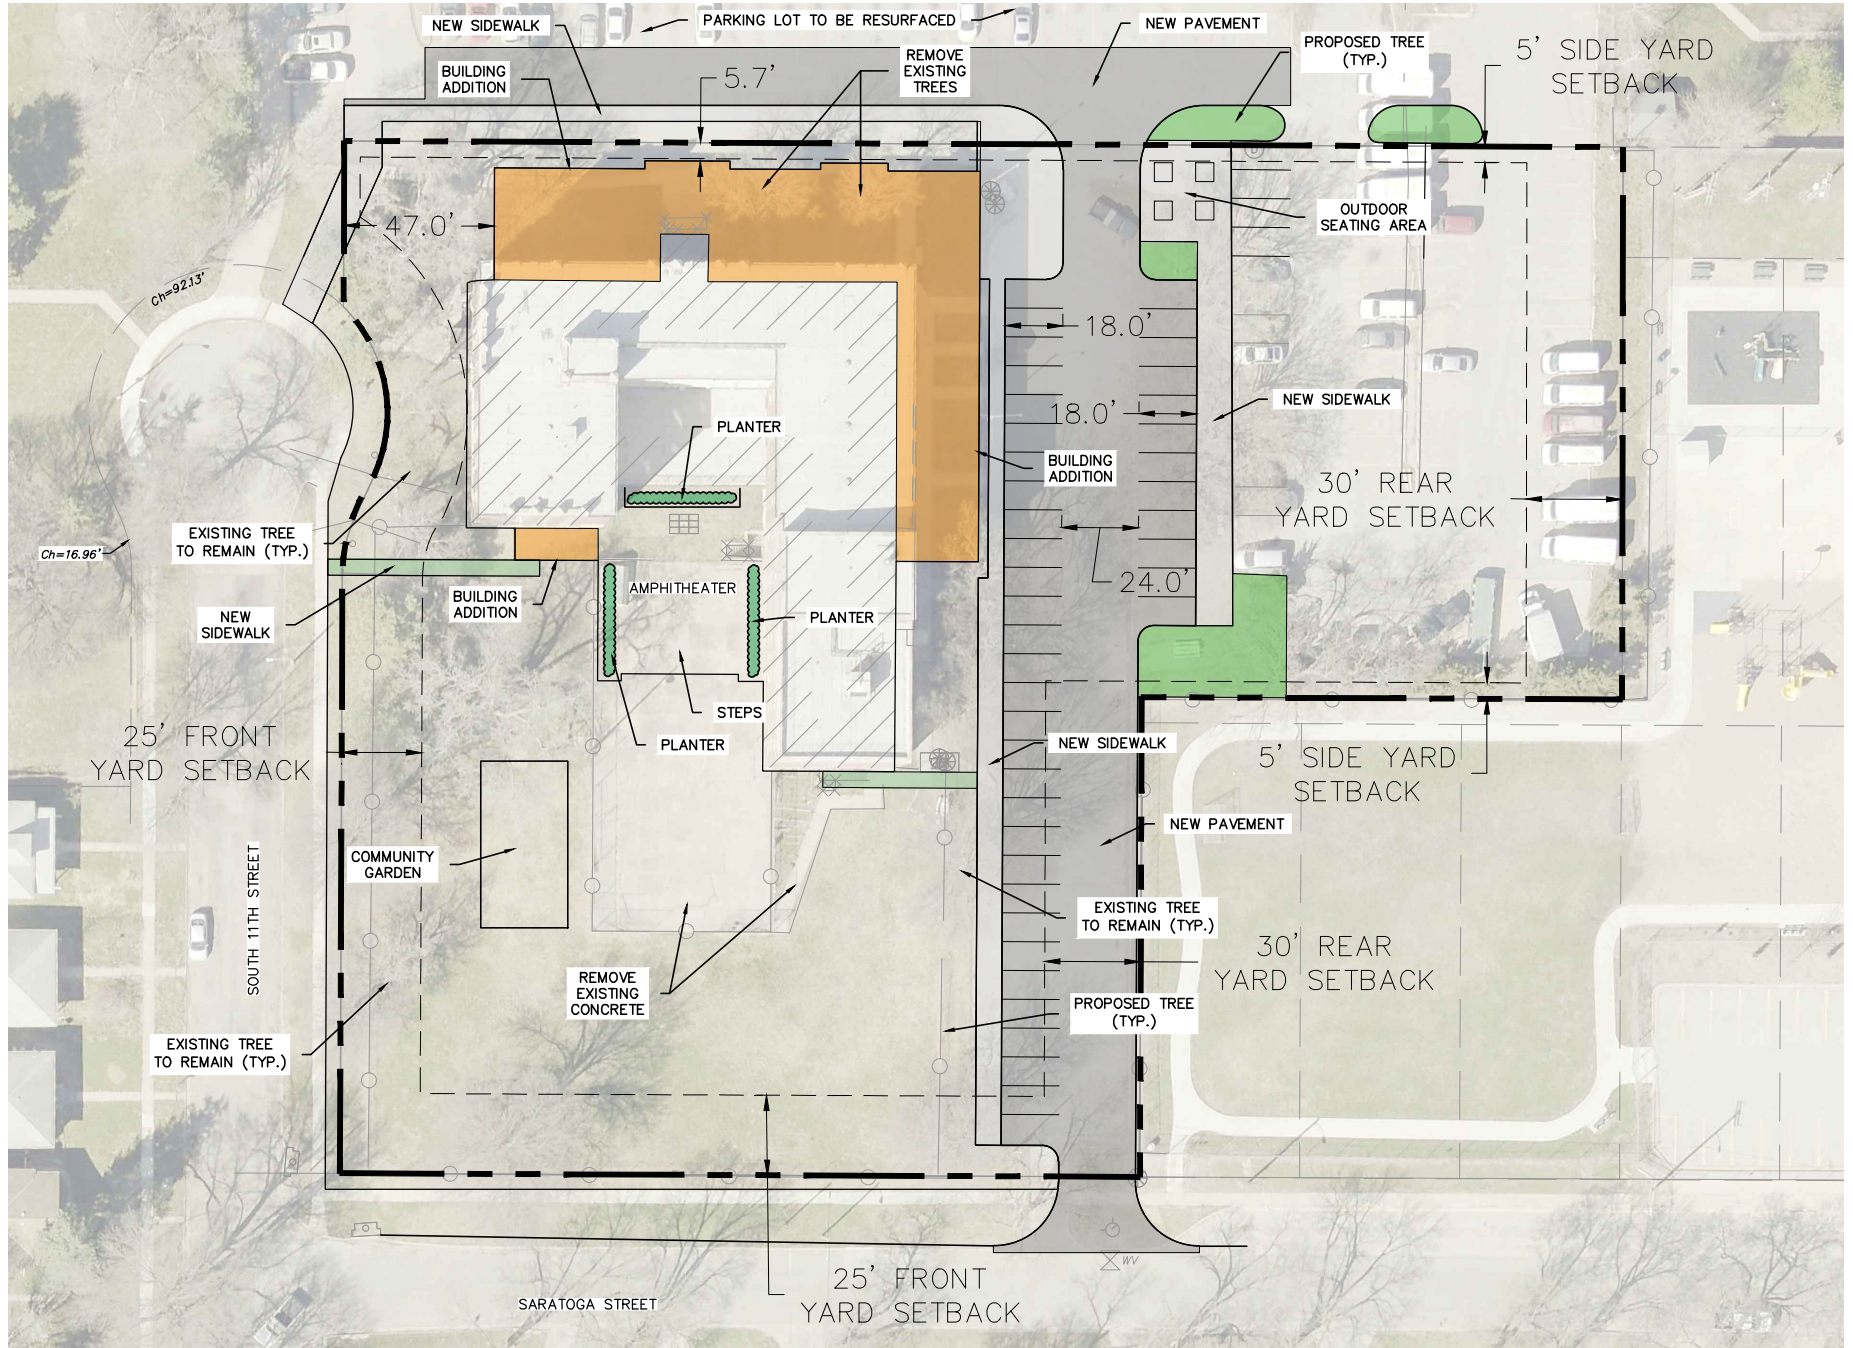 NEW SIDEWALK
PARKING LOT TO BE RESURFACED
NEW PAVEMENT
PROPOSED TREE
(TYP.)
5' SIDE YARD
SETBACK
BUILDING
ADDITION
5.7'
REMOVE
EXISTING
TREES
47.0'
OUTDOOR
SEATING AREA
Ch=92.13'
18.0'
18.0'
NEW SIDEWALK
PLANTER
BUILDING
ADDITION
30' REAR
YARD SETBACK
EXISTING TREE
TO REMAIN (TYP.)
Ch=16.96'
24.0'
AMPHITHEATER
BUILDING
ADDITION
NEW
SIDEWALK
PLANTER
STEPS
PLANTER
NEW SIDEWALK
25' FRONT
YARD SETBACK
5' SIDE YARD
SETBACK
NEW PAVEMENT
COMMUNITY
GARDEN
SOUTH 11TH STREET
EXISTING TREE
TO REMAIN (TYP.)
30' REAR
YARD SETBACK
REMOVE
EXISTING
CONCRETE
PROPOSED TREE
(TYP.)
EXISTING TREE
TO REMAIN (TYP.)
WV
25' FRONT
YARD SETBACK
SARATOGA STREET